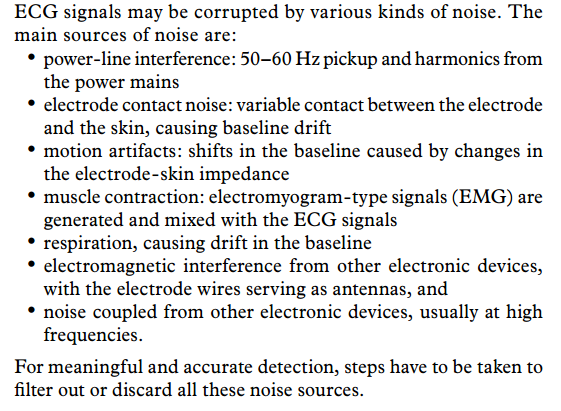 ECG signals may be corrupted by various kinds of noise. The
main sources of noise are:
• power-line interference: 50–60 Hz pickup and harmonics from
the power mains
• electrode contact noise: variable contact between the electrode
and the skin, causing baseline drift
• motion artifacts: shifts in the baseline caused by changes in
the electrode-skin impedance
• muscle contraction: electromyogram-type signals (EMG) are
generated and mixed with the ECG signals
• respiration, causing drift in the baseline
• electromagnetic interference from other electronic devices,
with the electrode wires serving as antennas, and
• noise coupled from other electronic devices, usually at high
frequencies.
For meaningful and accurate detection, steps have to be taken to
filter out or discard all these noise sources.